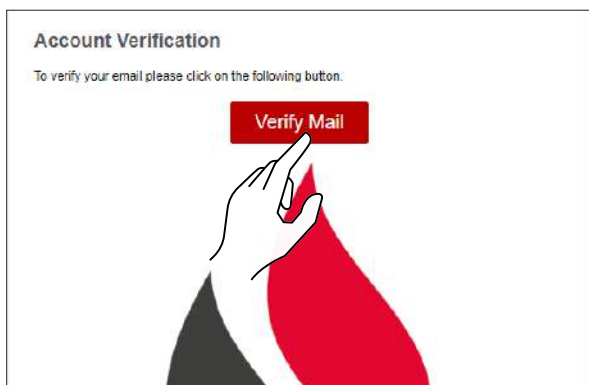 Account Verification
To verify your email please click on the following button.
Verify Mail